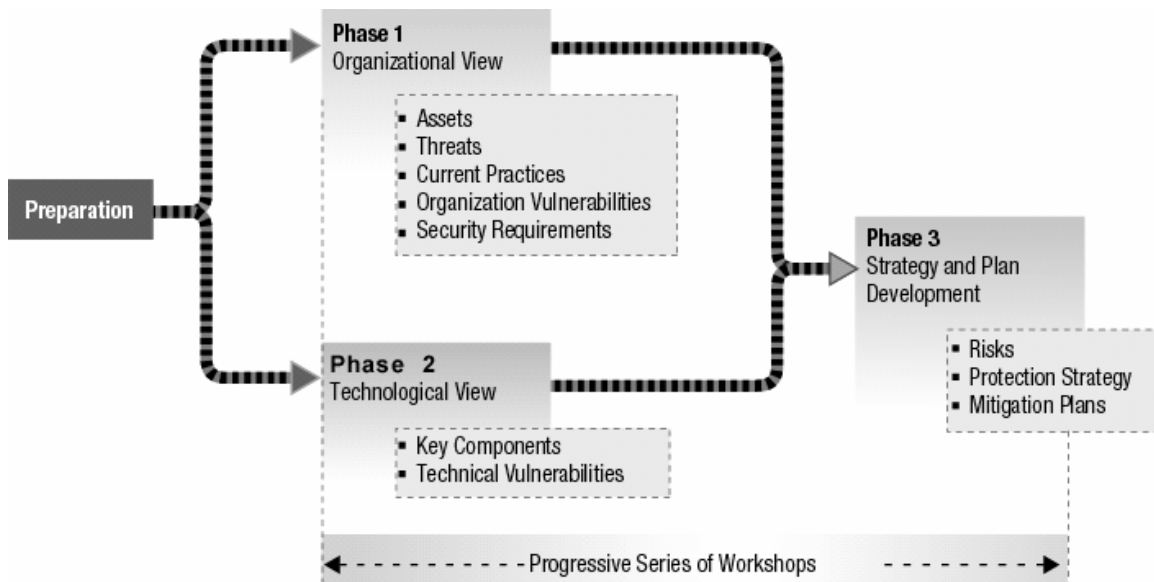 Preparation
Phase 1
Organizational View
▪ Assets
▪ Threats
▪ Current Practices
▪ Organization Vulnerabilities
▪ Security Requirements
Phase 2
Technological View
▪ Key Components
▪ Technical Vulnerabilities
Phase 3
Strategy and Plan
Development
▪ Risks
▪ Protection Strategy
▪ Mitigation Plans
Progressive Series of Workshops